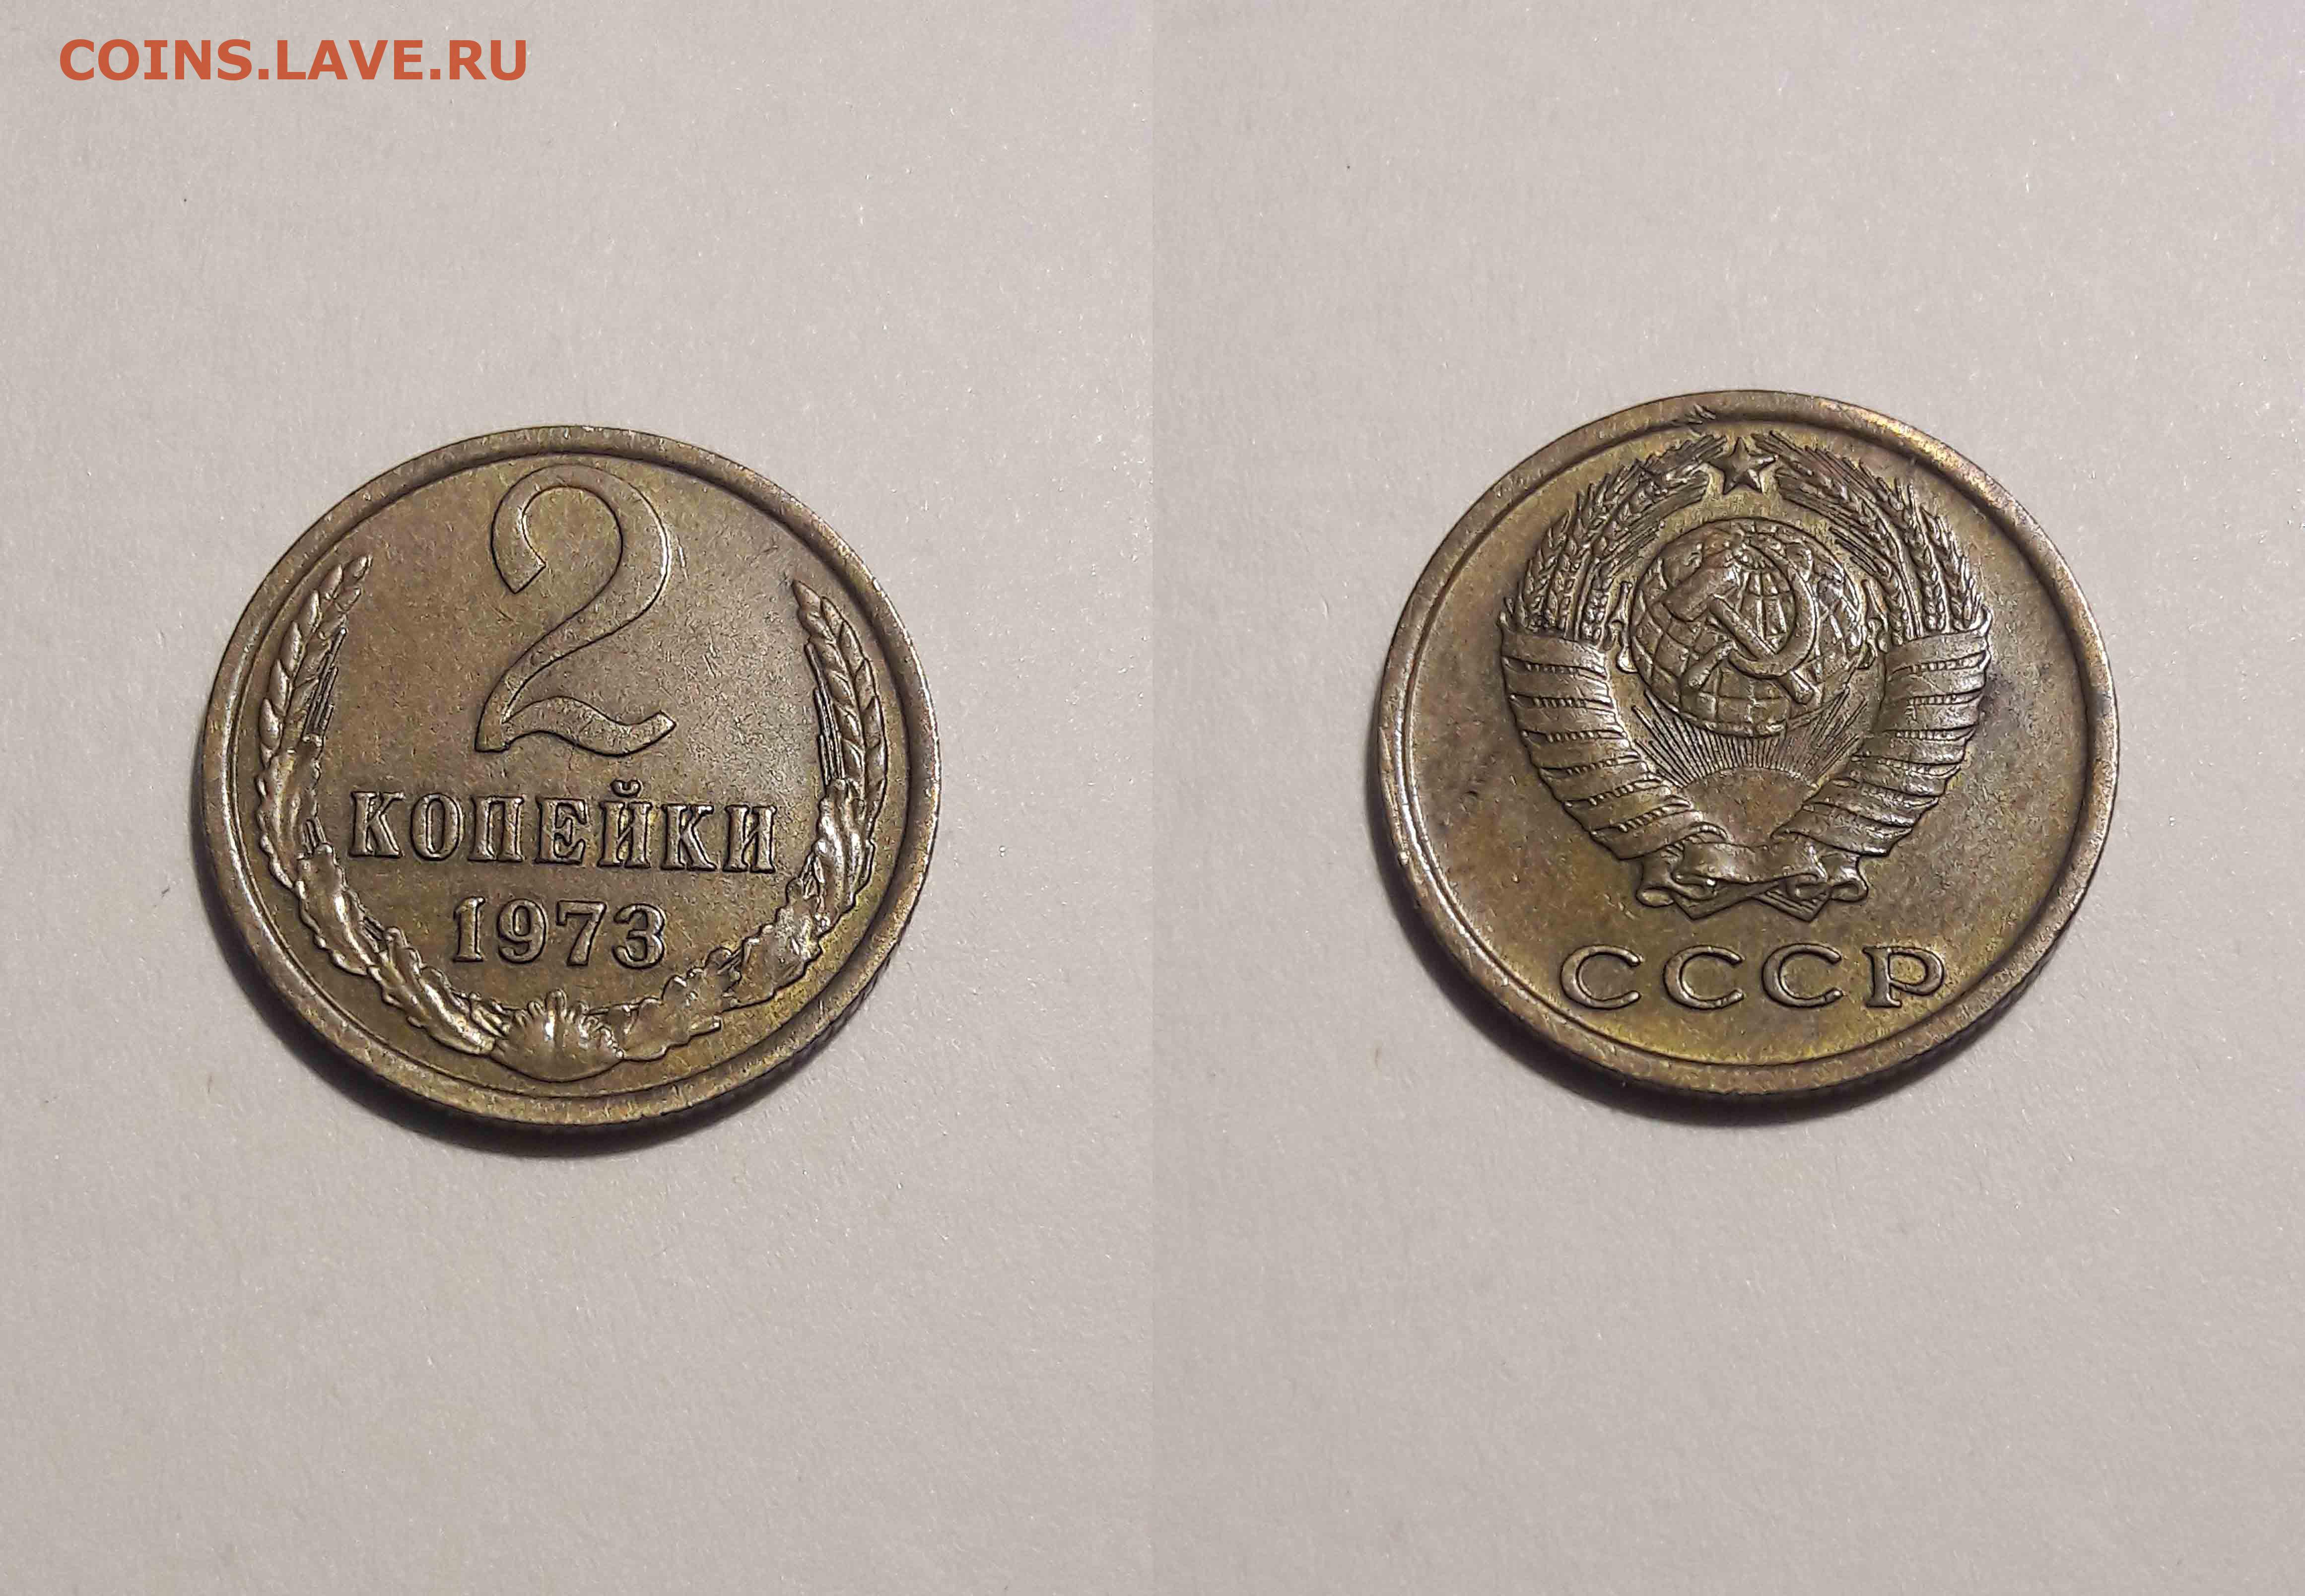 COINS.LAVE.RU
2
КОПЕЙКИ
1973
СССР